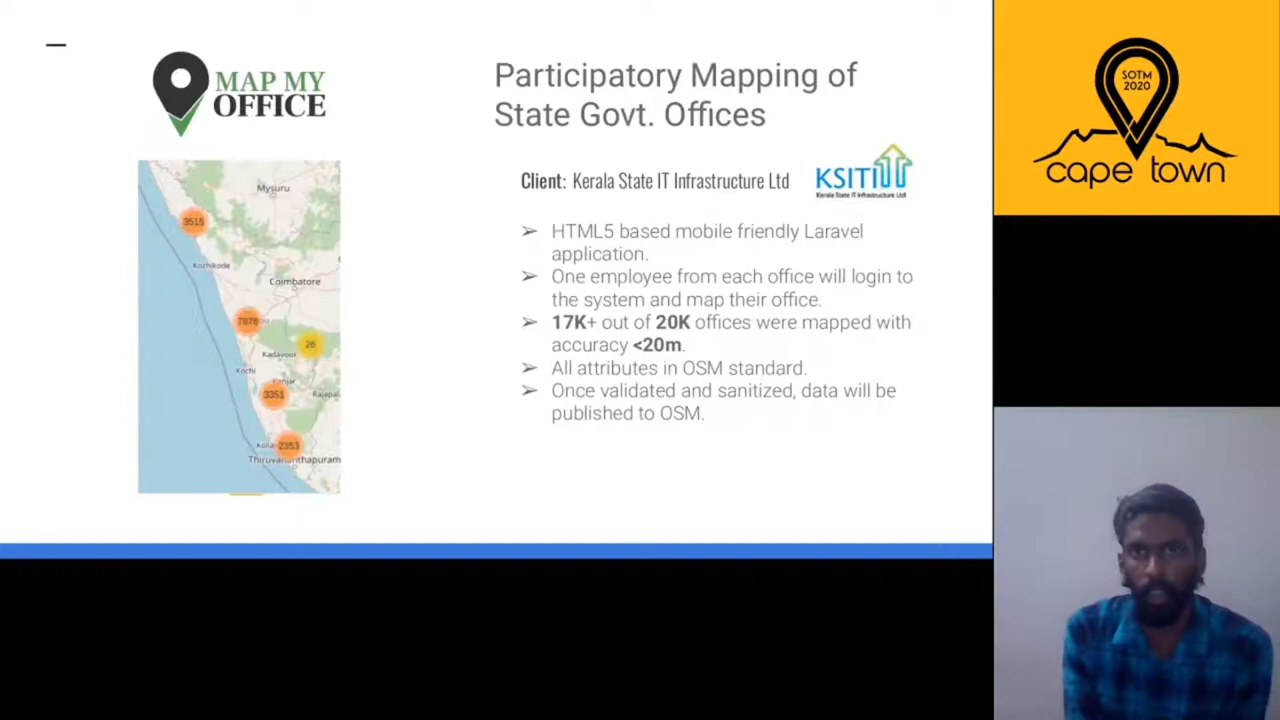 MAP MY
OFFICE
Participatory Mapping of
State Govt. Offices
Client: Kerala State IT Infrastructure Ltd
KSITIL
Kerala State IT Infrastructure Ltd
➢ HTML5 based mobile friendly Laravel
application.
➢ One employee from each office will login to
the system and map their office.
➢ 17K+ out of 20K offices were mapped with
accuracy <20m.
➢ All attributes in OSM standard.
➢ Once validated and sanitized, data will be
published to OSM.
Mysuru
3515
Kozhikode
Coimbatore
7878
26
Kadavoor
Kochi
3351
2353
Thiruvananthapuram
SOTM
2020
cape town